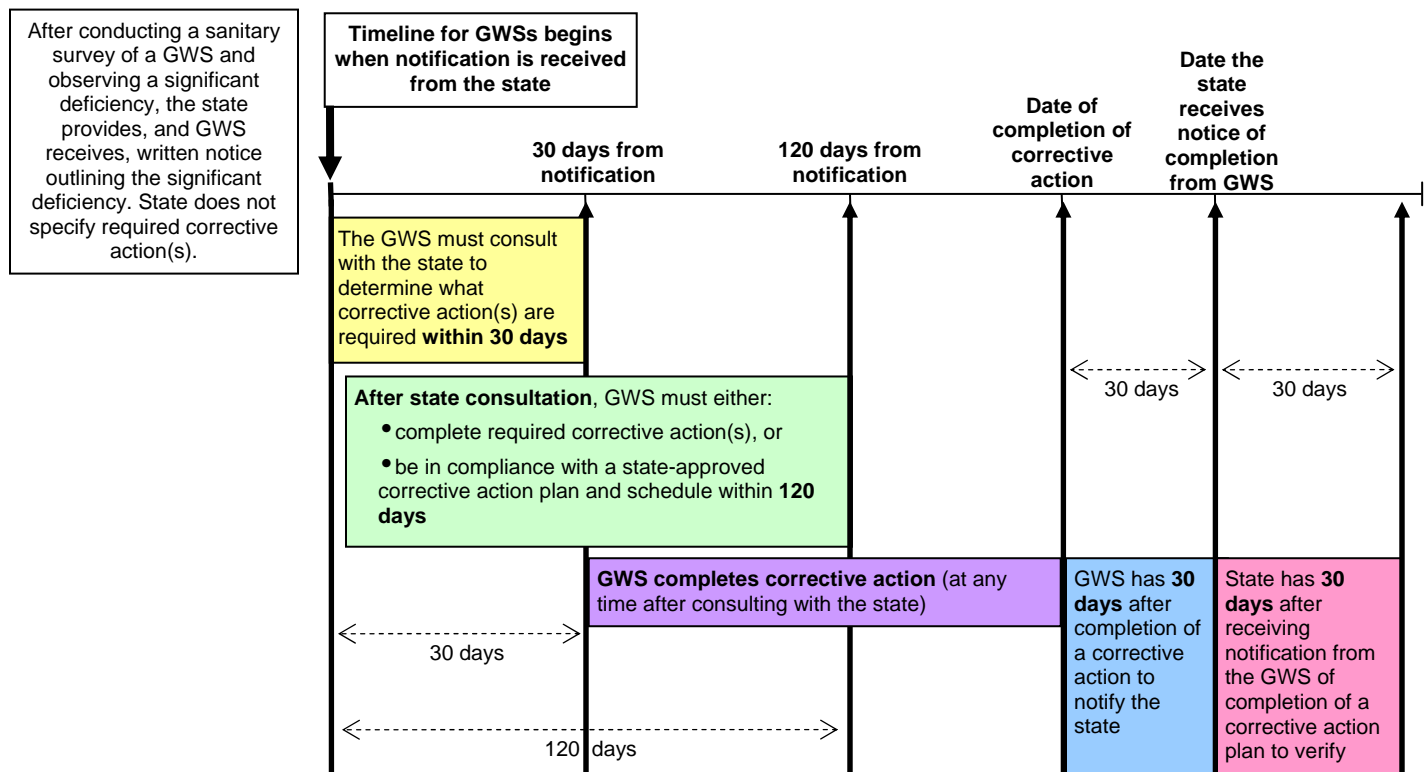 After conducting a sanitary
survey of a GWS and
observing a significant
deficiency, the state
provides, and GWS
receives, written notice
outlining the significant
deficiency. State does not
specify required corrective
action(s).
Timeline for GWSs begins
when notification is received
from the state
30 days from
notification
120 days from
notification
Date of
completion of
corrective
action
Date the
state
receives
notice of
completion
from GWS
The GWS must consult
with the state to
determine what
corrective action(s) are
required within 30 days
After state consultation, GWS must either:
• complete required corrective action(s), or
• be in compliance with a state-approved
corrective action plan and schedule within 120
days
30 days
30 days
GWS completes corrective action (at any
time after consulting with the state)
GWS has 30
days after
completion of
a corrective
action to
notify the
state
State has 30
days after
receiving
notification from
the GWS of
completion of a
corrective action
plan to verify
30 days
120 days